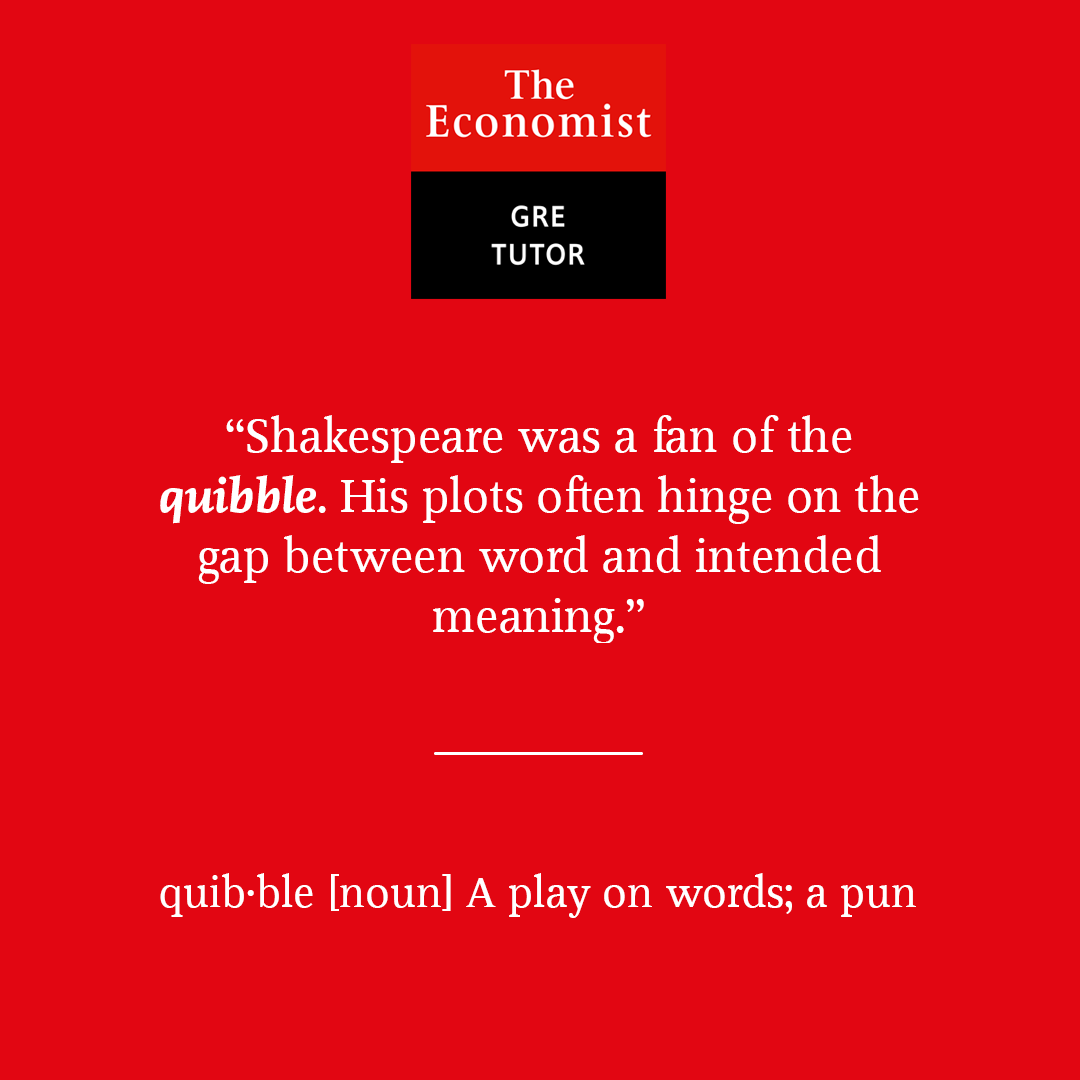 The
Economist
GRE
TUTOR
“Shakespeare was a fan of the
quibble. His plots often hinge on the
gap between word and intended
meaning.”
quib·ble [noun] A play on words; a pun